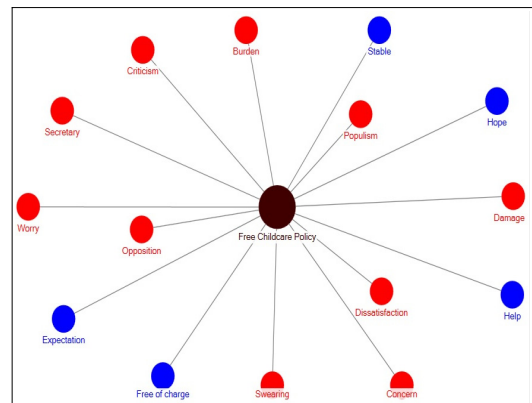 Burden
Stable
Criticism
Hope
Secretary
Populism
Damage
Worry
Opposition
Free Childcare Policy
Dissatisfaction
Help
Expectation
Free of charge
Swearing
Concern